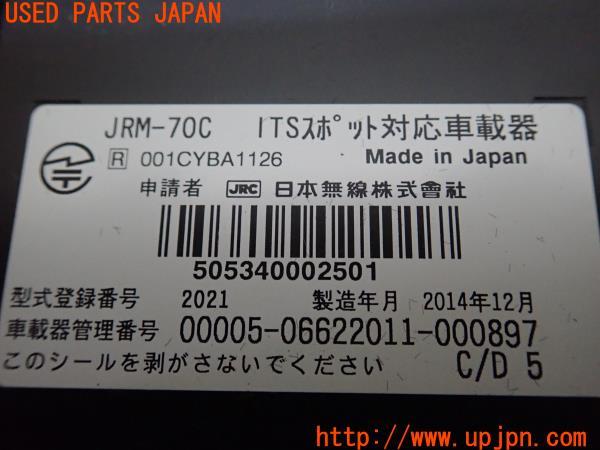 USED PARTS JAPAN
JRM-70C ITSｽﾎﾟｯﾄ対応車載器
R 001CYBA1126 Made in Japan
申請者 JRC 日本無線株式會社
505340002501
型式登録番号 2021 製造年月 2014年12月
車載器管理番号 00005-06622011-000897
このシールを剥がさないでください C/D 5
http://www.upjpn.com/